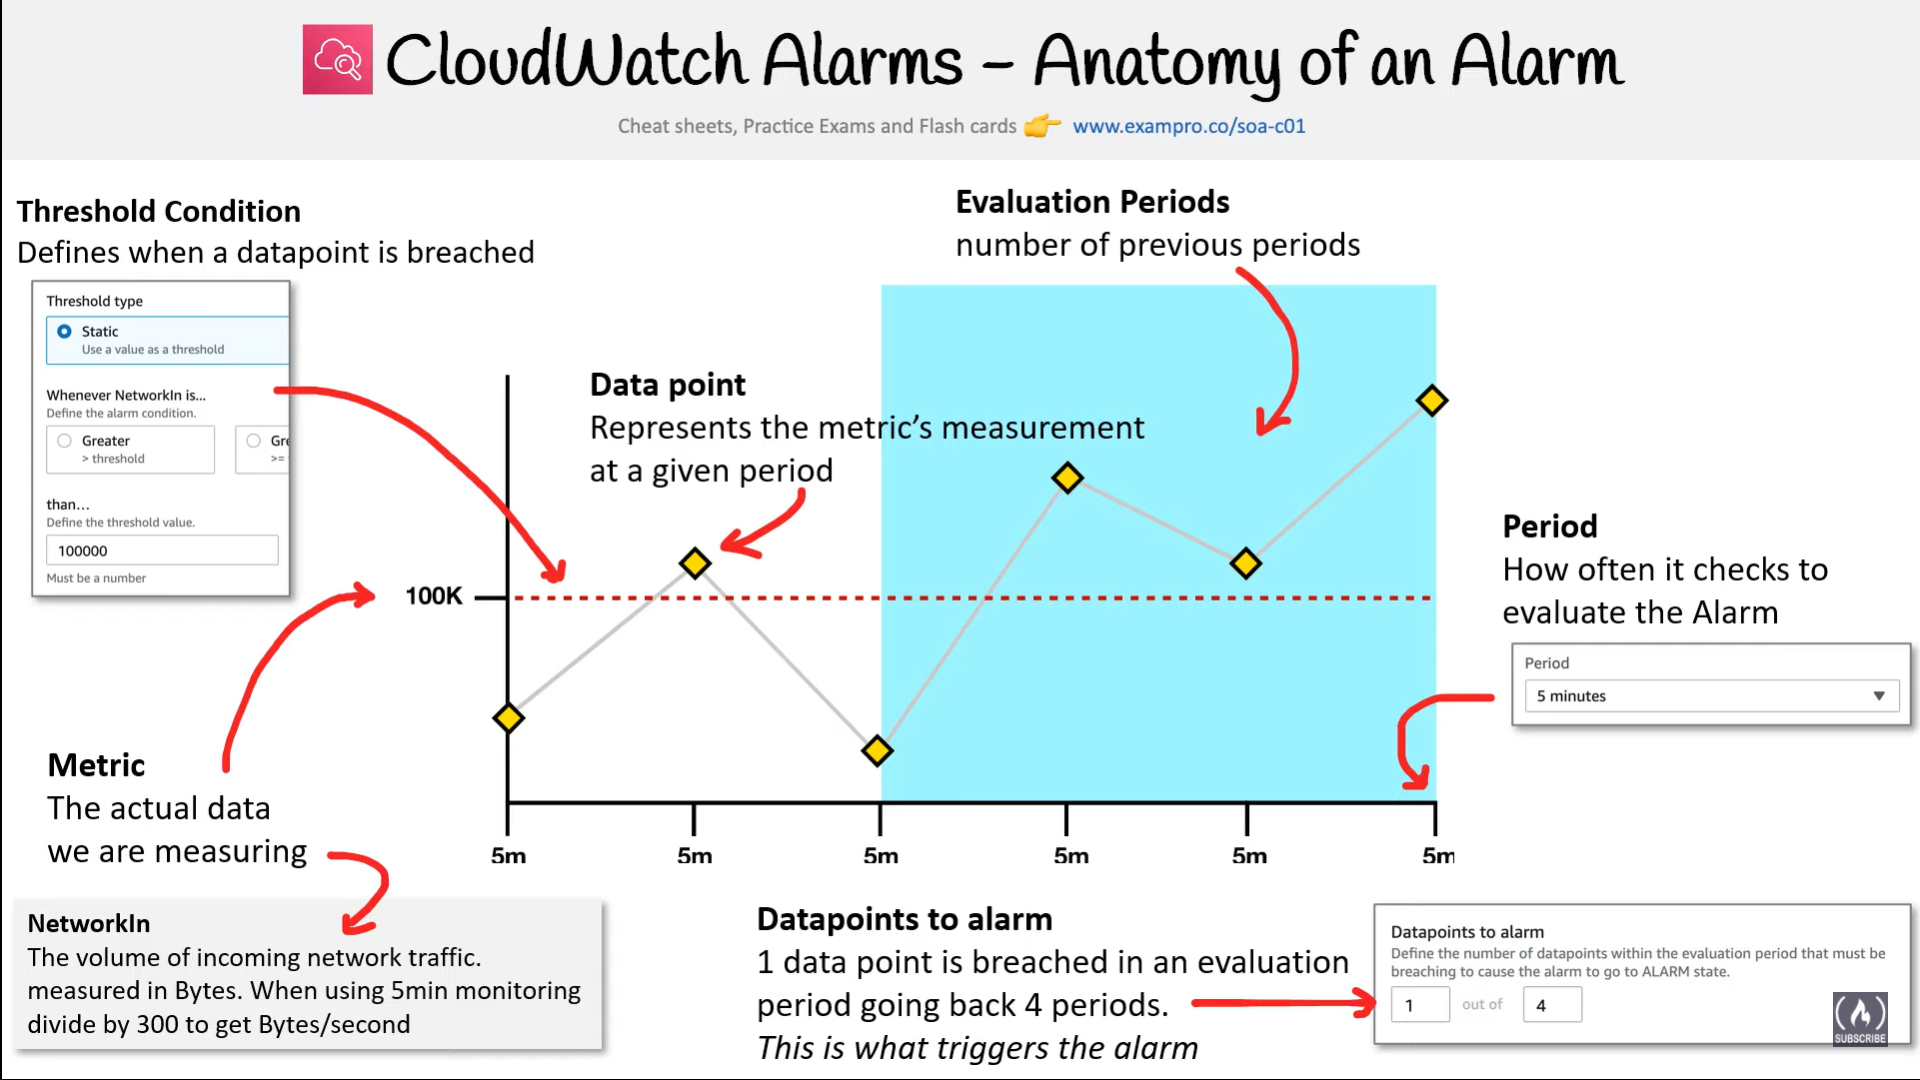 CloudWatch Alarms – Anatomy of an Alarm
Cheat sheets, Practice Exams and Flash cards 👉 www.exampro.co/soa-c01
Threshold Condition
Defines when a datapoint is breached
Threshold type
Static
Use a value as a threshold
Whenever NetworkIn is...
Define the alarm condition.
Greater
> threshold
Gre
>=
than...
Define the threshold value.
100000
Must be a number
Evaluation Periods
number of previous periods
Data point
Represents the metric's measurement
at a given period
100K
Period
How often it checks to
evaluate the Alarm
Period
5 minutes
Metric
The actual data
we are measuring
5m 5m 5m 5m 5m 5m
NetworkIn
The volume of incoming network traffic.
measured in Bytes. When using 5min monitoring
divide by 300 to get Bytes/second
Datapoints to alarm
1 data point is breached in an evaluation
period going back 4 periods.
This is what triggers the alarm
Datapoints to alarm
Define the number of datapoints within the evaluation period that must be
breaching to cause the alarm to go to ALARM state.
1 out of 4
SUBSCRIBE